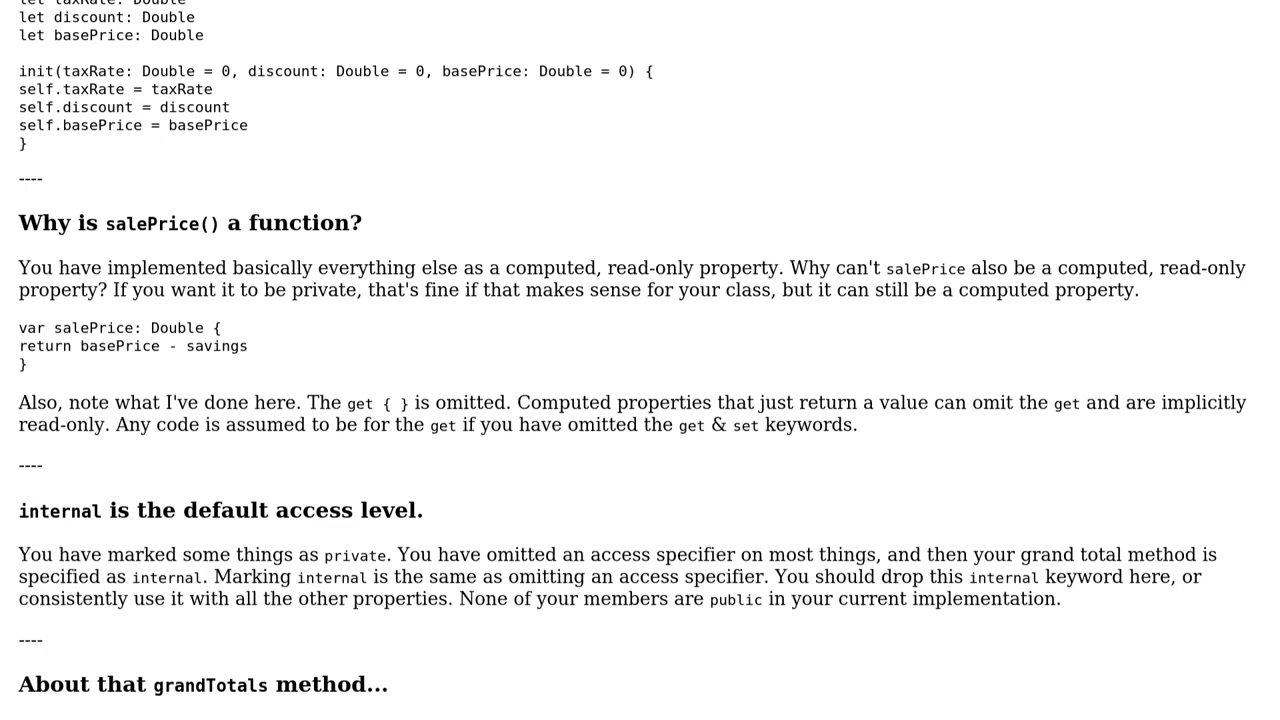 let taxRate: Double
let discount: Double
let basePrice: Double
init(taxRate: Double = 0, discount: Double = 0, basePrice: Double = 0) {
self.taxRate = taxRate
self.discount = discount
self.basePrice = basePrice
}
----
Why is salePrice() a function?
You have implemented basically everything else as a computed, read-only property. Why can't salePrice also be a computed, read-only
property? If you want it to be private, that's fine if that makes sense for your class, but it can still be a computed property.
var salePrice: Double {
return basePrice - savings
}
Also, note what I've done here. The get { } is omitted. Computed properties that just return a value can omit the get and are implicitly
read-only. Any code is assumed to be for the get if you have omitted the get & set keywords.
----
internal is the default access level.
You have marked some things as private. You have omitted an access specifier on most things, and then your grand total method is
specified as internal. Marking internal is the same as omitting an access specifier. You should drop this internal keyword here, or
consistently use it with all the other properties. None of your members are public in your current implementation.
----
About that grandTotals method...